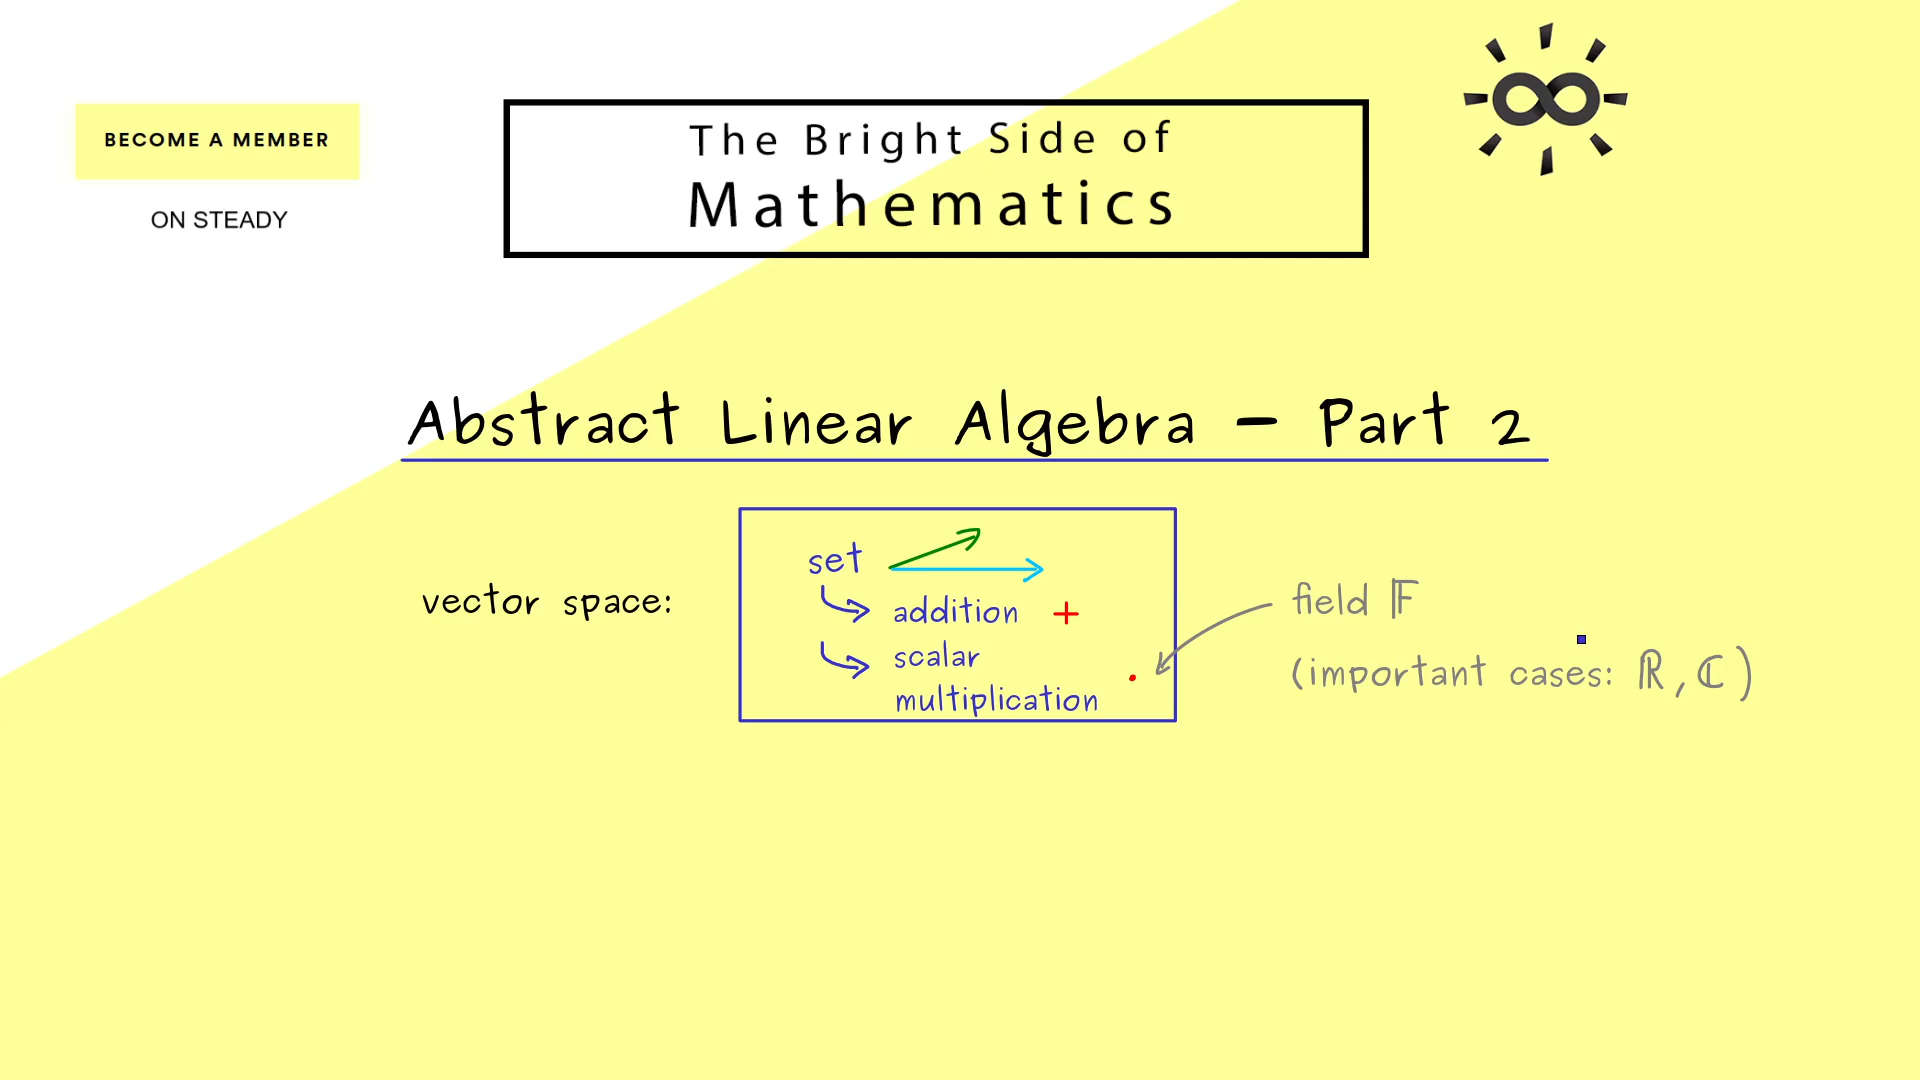 BECOME A MEMBER
ON STEADY
The Bright Side of
Mathematics
Abstract Linear Algebra – Part 2
vector space:
set
addition +
scalar
multiplication ·
field 𝔽
(important cases: ℝ, ℂ)